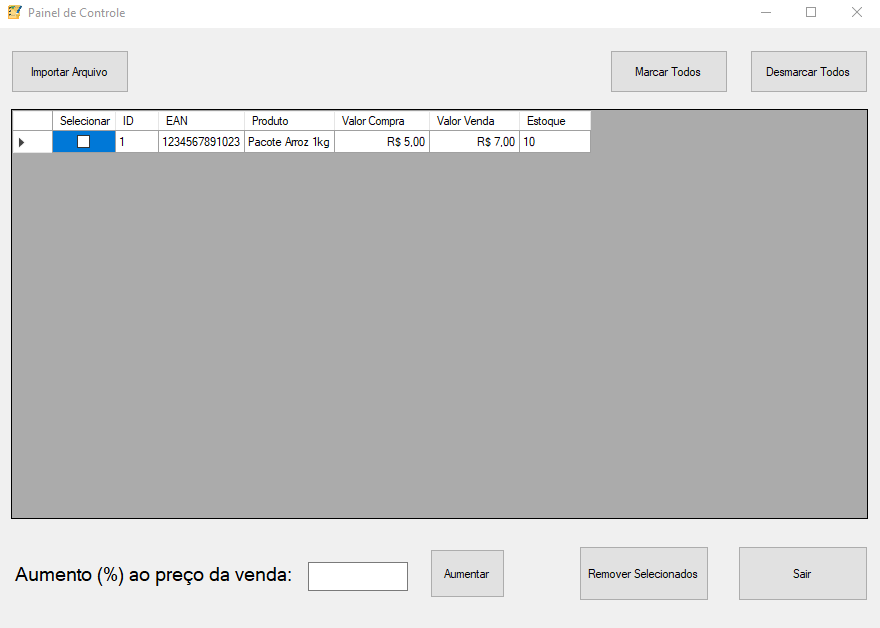 Painel de Controle
Importar Arquivo
Marcar Todos
Desmarcar Todos
Selecionar ID EAN Produto Valor Compra Valor Venda Estoque
1 1234567891023 Pacote Arroz 1kg R$ 5,00 R$ 7,00 10
Aumento (%) ao preço da venda:
Aumentar
Remover Selecionados
Sair